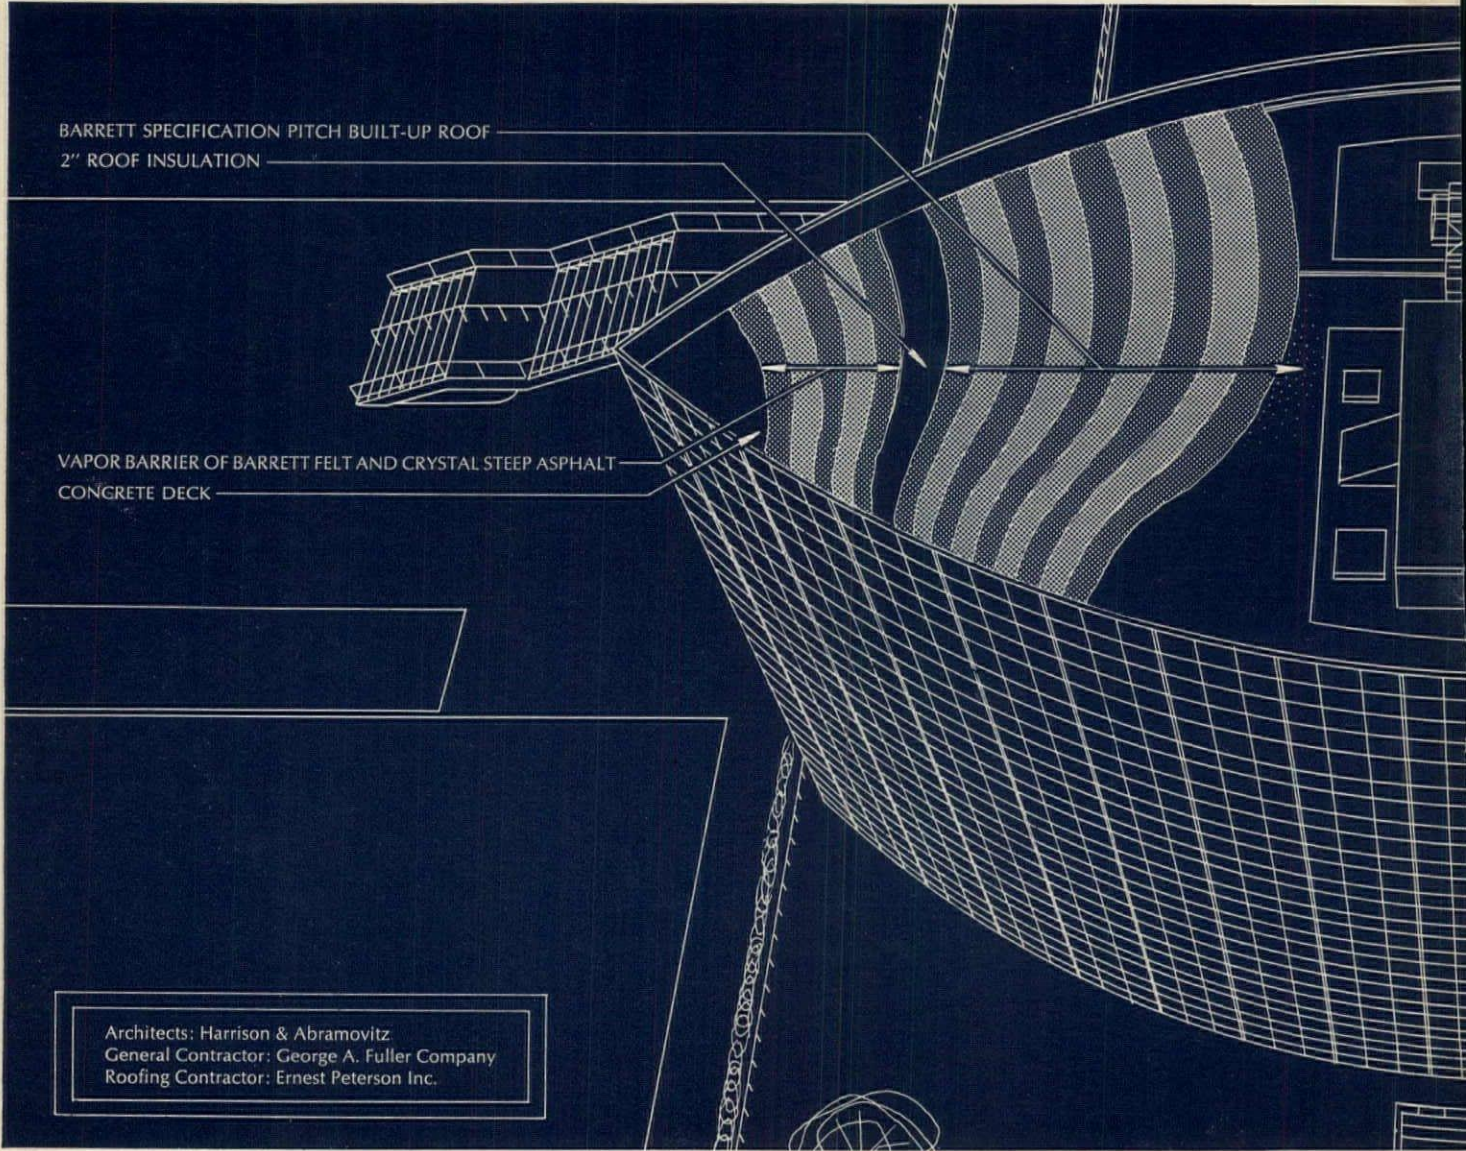 BARRETT SPECIFICATION PITCH BUILT-UP ROOF
2″ ROOF INSULATION
VAPOR BARRIER OF BARRETT FELT AND CRYSTAL STEEP ASPHALT
CONCRETE DECK
Architects: Harrison & Abramovitz
General Contractor: George A. Fuller Company
Roofing Contractor: Ernest Peterson Inc.